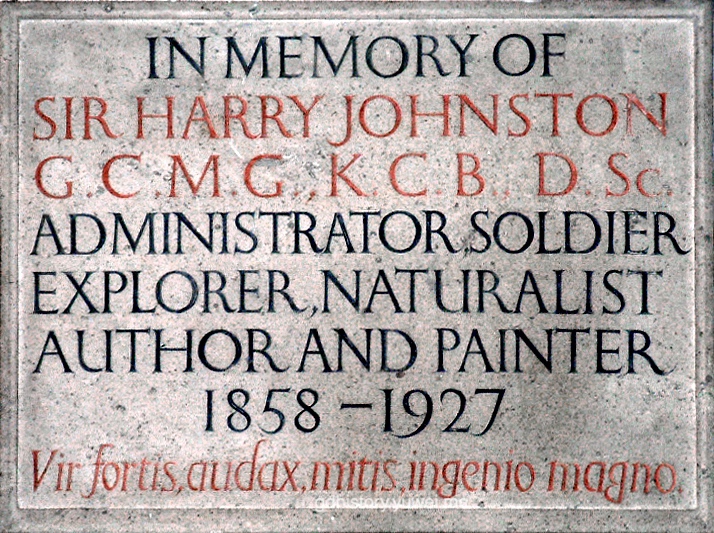 IN MEMORY OF
SIR HARRY JOHNSTON
G.C.M.G., K.C.B., D.Sc.
ADMINISTRATOR, SOLDIER
EXPLORER, NATURALIST
AUTHOR AND PAINTER
1858–1927
Vir fortis, audax, mitis, ingenio magno.